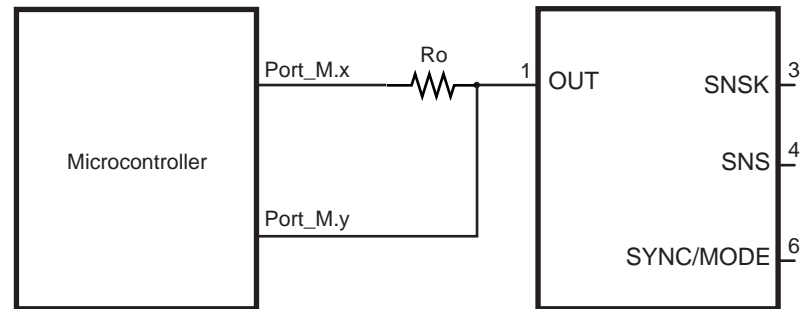 Ro
Port_M.x
1
OUT
SNSK
3
Microcontroller
SNS
4
Port_M.y
SYNC/MODE
6